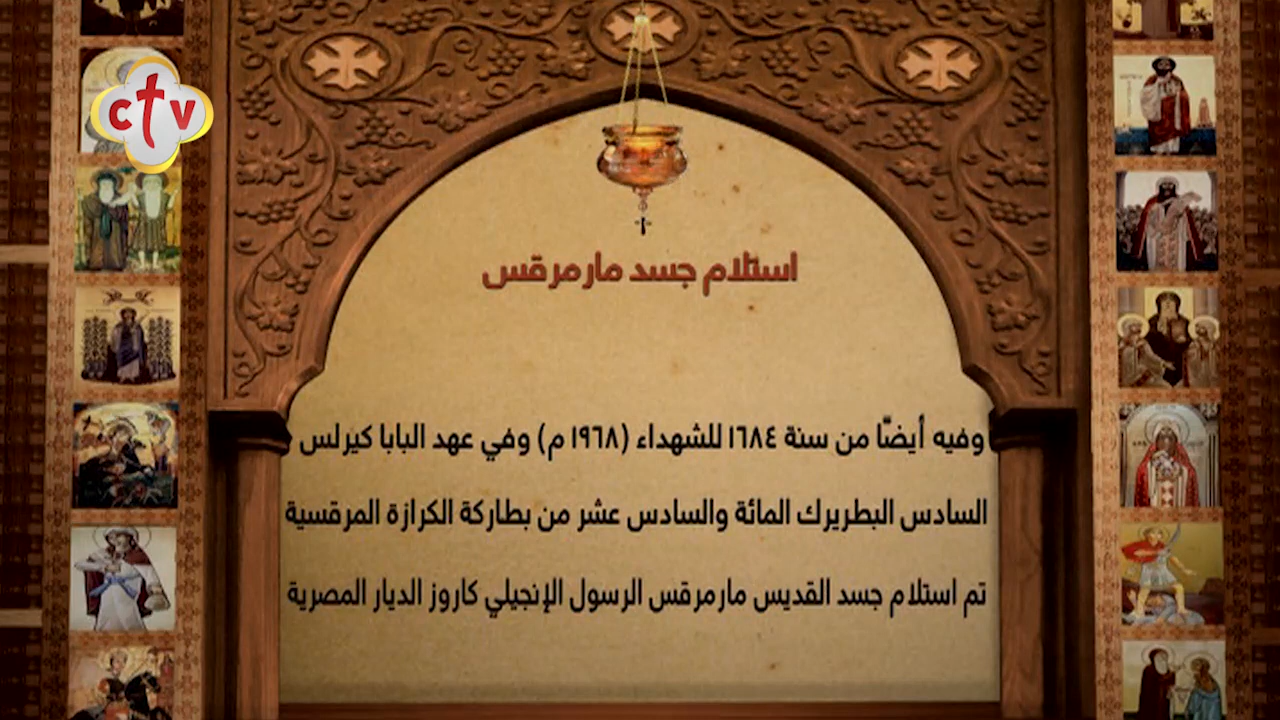 ctv
استلام جسد مارمرقس
وفيه أيضًا من سنة ١٦٨٤ للشهداء (١٩٦٨ م) وفي عهد البابا كيرلس
السادس البطريرك المائة والسادس عشر من بطاركة الكرازة المرقسية
تم استلام جسد القديس مارمرقس الرسول الإنجيلي كاروز الديار المصرية